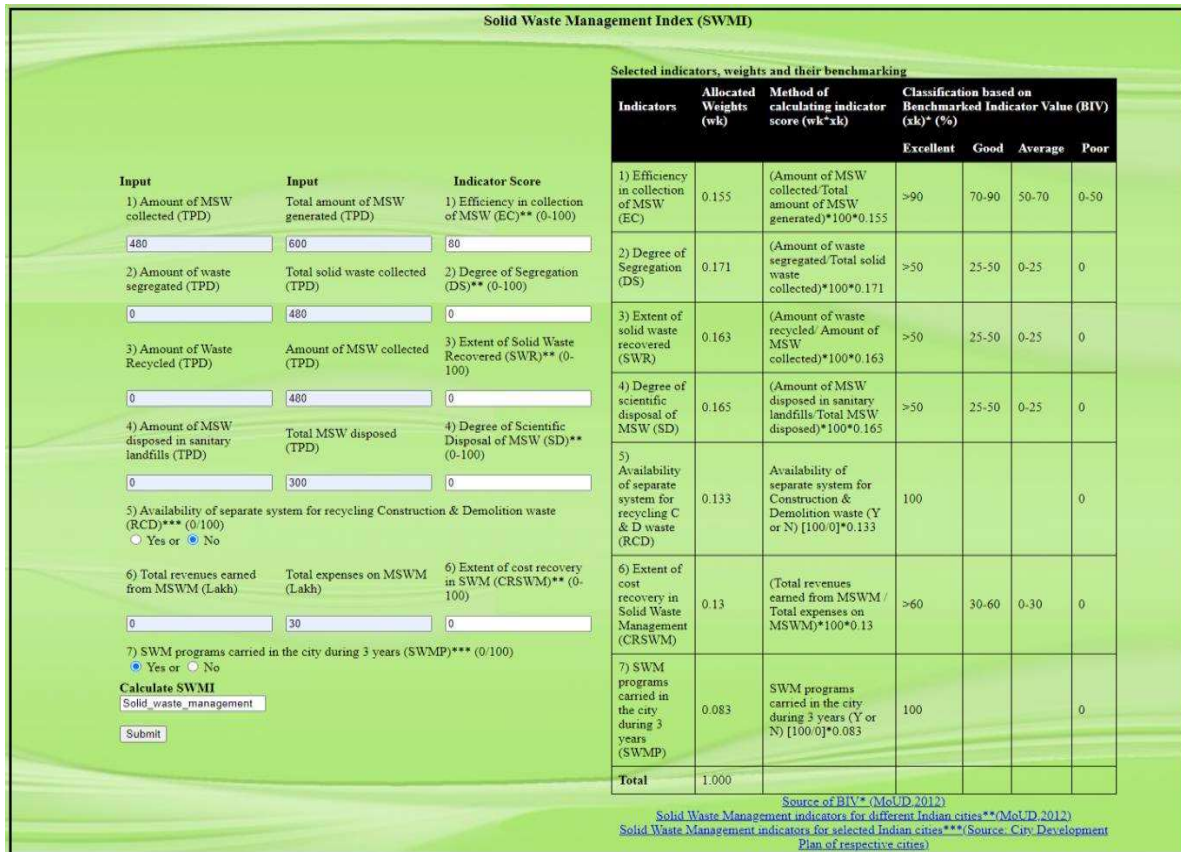 Solid Waste Management Index (SWMI)
Input
Input
Indicator Score
1) Amount of MSW
collected (TPD)
Total amount of MSW
generated (TPD)
1) Efficiency in collection
of MSW (EC)** (0-100)
480
600
80
2) Amount of waste
segregated (TPD)
Total solid waste collected
(TPD)
2) Degree of Segregation
(DS)** (0-100)
0
480
0
3) Amount of Waste
Recycled (TPD)
Amount of MSW collected
(TPD)
3) Extent of Solid Waste
Recovered (SWR)** (0-
100)
0
480
0
4) Amount of MSW
disposed in sanitary
landfills (TPD)
Total MSW disposed
(TPD)
4) Degree of Scientific
Disposal of MSW (SD)**
(0-100)
0
300
0
5) Availability of separate system for recycling Construction & Demolition waste
(RCD)*** (0/100)
Yes or No
6) Total revenues earned
from MSWM (Lakh)
Total expenses on MSWM
(Lakh)
6) Extent of cost recovery
in SWM (CRSWM)** (0-
100)
0
30
0
7) SWM programs carried in the city during 3 years (SWMP)*** (0/100)
Yes or No
Calculate SWMI
Solid_waste_management
Submit
Selected indicators, weights and their benchmarking
Indicators
Allocated
Weights
(wk)
Method of
calculating indicator
score (wk*xk)
Classification based on
Benchmarked Indicator Value (BIV)
(xk)* (%)
Excellent Good Average Poor
1) Efficiency
in collection
of MSW
(EC)
0.155
(Amount of MSW
collected/Total
amount of MSW
generated)*100*0.155
>90 70-90 50-70 0-50
2) Degree of
Segregation
(DS)
0.171
(Amount of waste
segregated/Total solid
waste
collected)*100*0.171
>50 25-50 0-25 0
3) Extent of
solid waste
recovered
(SWR)
0.163
(Amount of waste
recycled/ Amount of
MSW
collected)*100*0.163
>50 25-50 0-25 0
4) Degree of
scientific
disposal of
MSW (SD)
0.165
(Amount of MSW
disposed in sanitary
landfills/Total MSW
disposed)*100*0.165
>50 25-50 0-25 0
5)
Availability
of separate
system for
recycling C
& D waste
(RCD)
0.133
Availability of
separate system for
Construction &
Demolition waste (Y
or N) [100/0]*0.133
100 0
6) Extent of
cost
recovery in
Solid Waste
Management
(CRSWM)
0.13
(Total revenues
earned from MSWM /
Total expenses on
MSWM)*100*0.13
>60 30-60 0-30 0
7) SWM
programs
carried in
the city
during 3
years
(SWMP)
0.083
SWM programs
carried in the city
during 3 years (Y or
N) [100/0]*0.083
100 0
Total 1.000
Source of BIV* (MoUD,2012)
Solid Waste Management indicators for different Indian cities**(MoUD,2012)
Solid Waste Management indicators for selected Indian cities***(Source: City Development
Plan of respective cities)